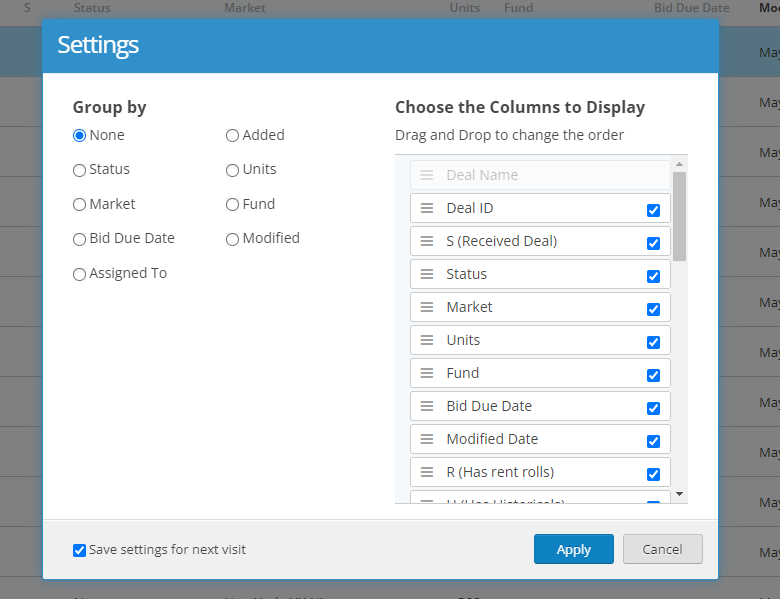 S Status Market Units Fund Bid Due Date Mo
Settings
Group by
None Added
Status Units
Market Fund
Bid Due Date Modified
Assigned To
Choose the Columns to Display
Drag and Drop to change the order
Deal Name
Deal ID
S (Received Deal)
Status
Market
Units
Fund
Bid Due Date
Modified Date
R (Has rent rolls)
May
May
May
May
May
May
May
May
May
May
May
Save settings for next visit
Apply Cancel